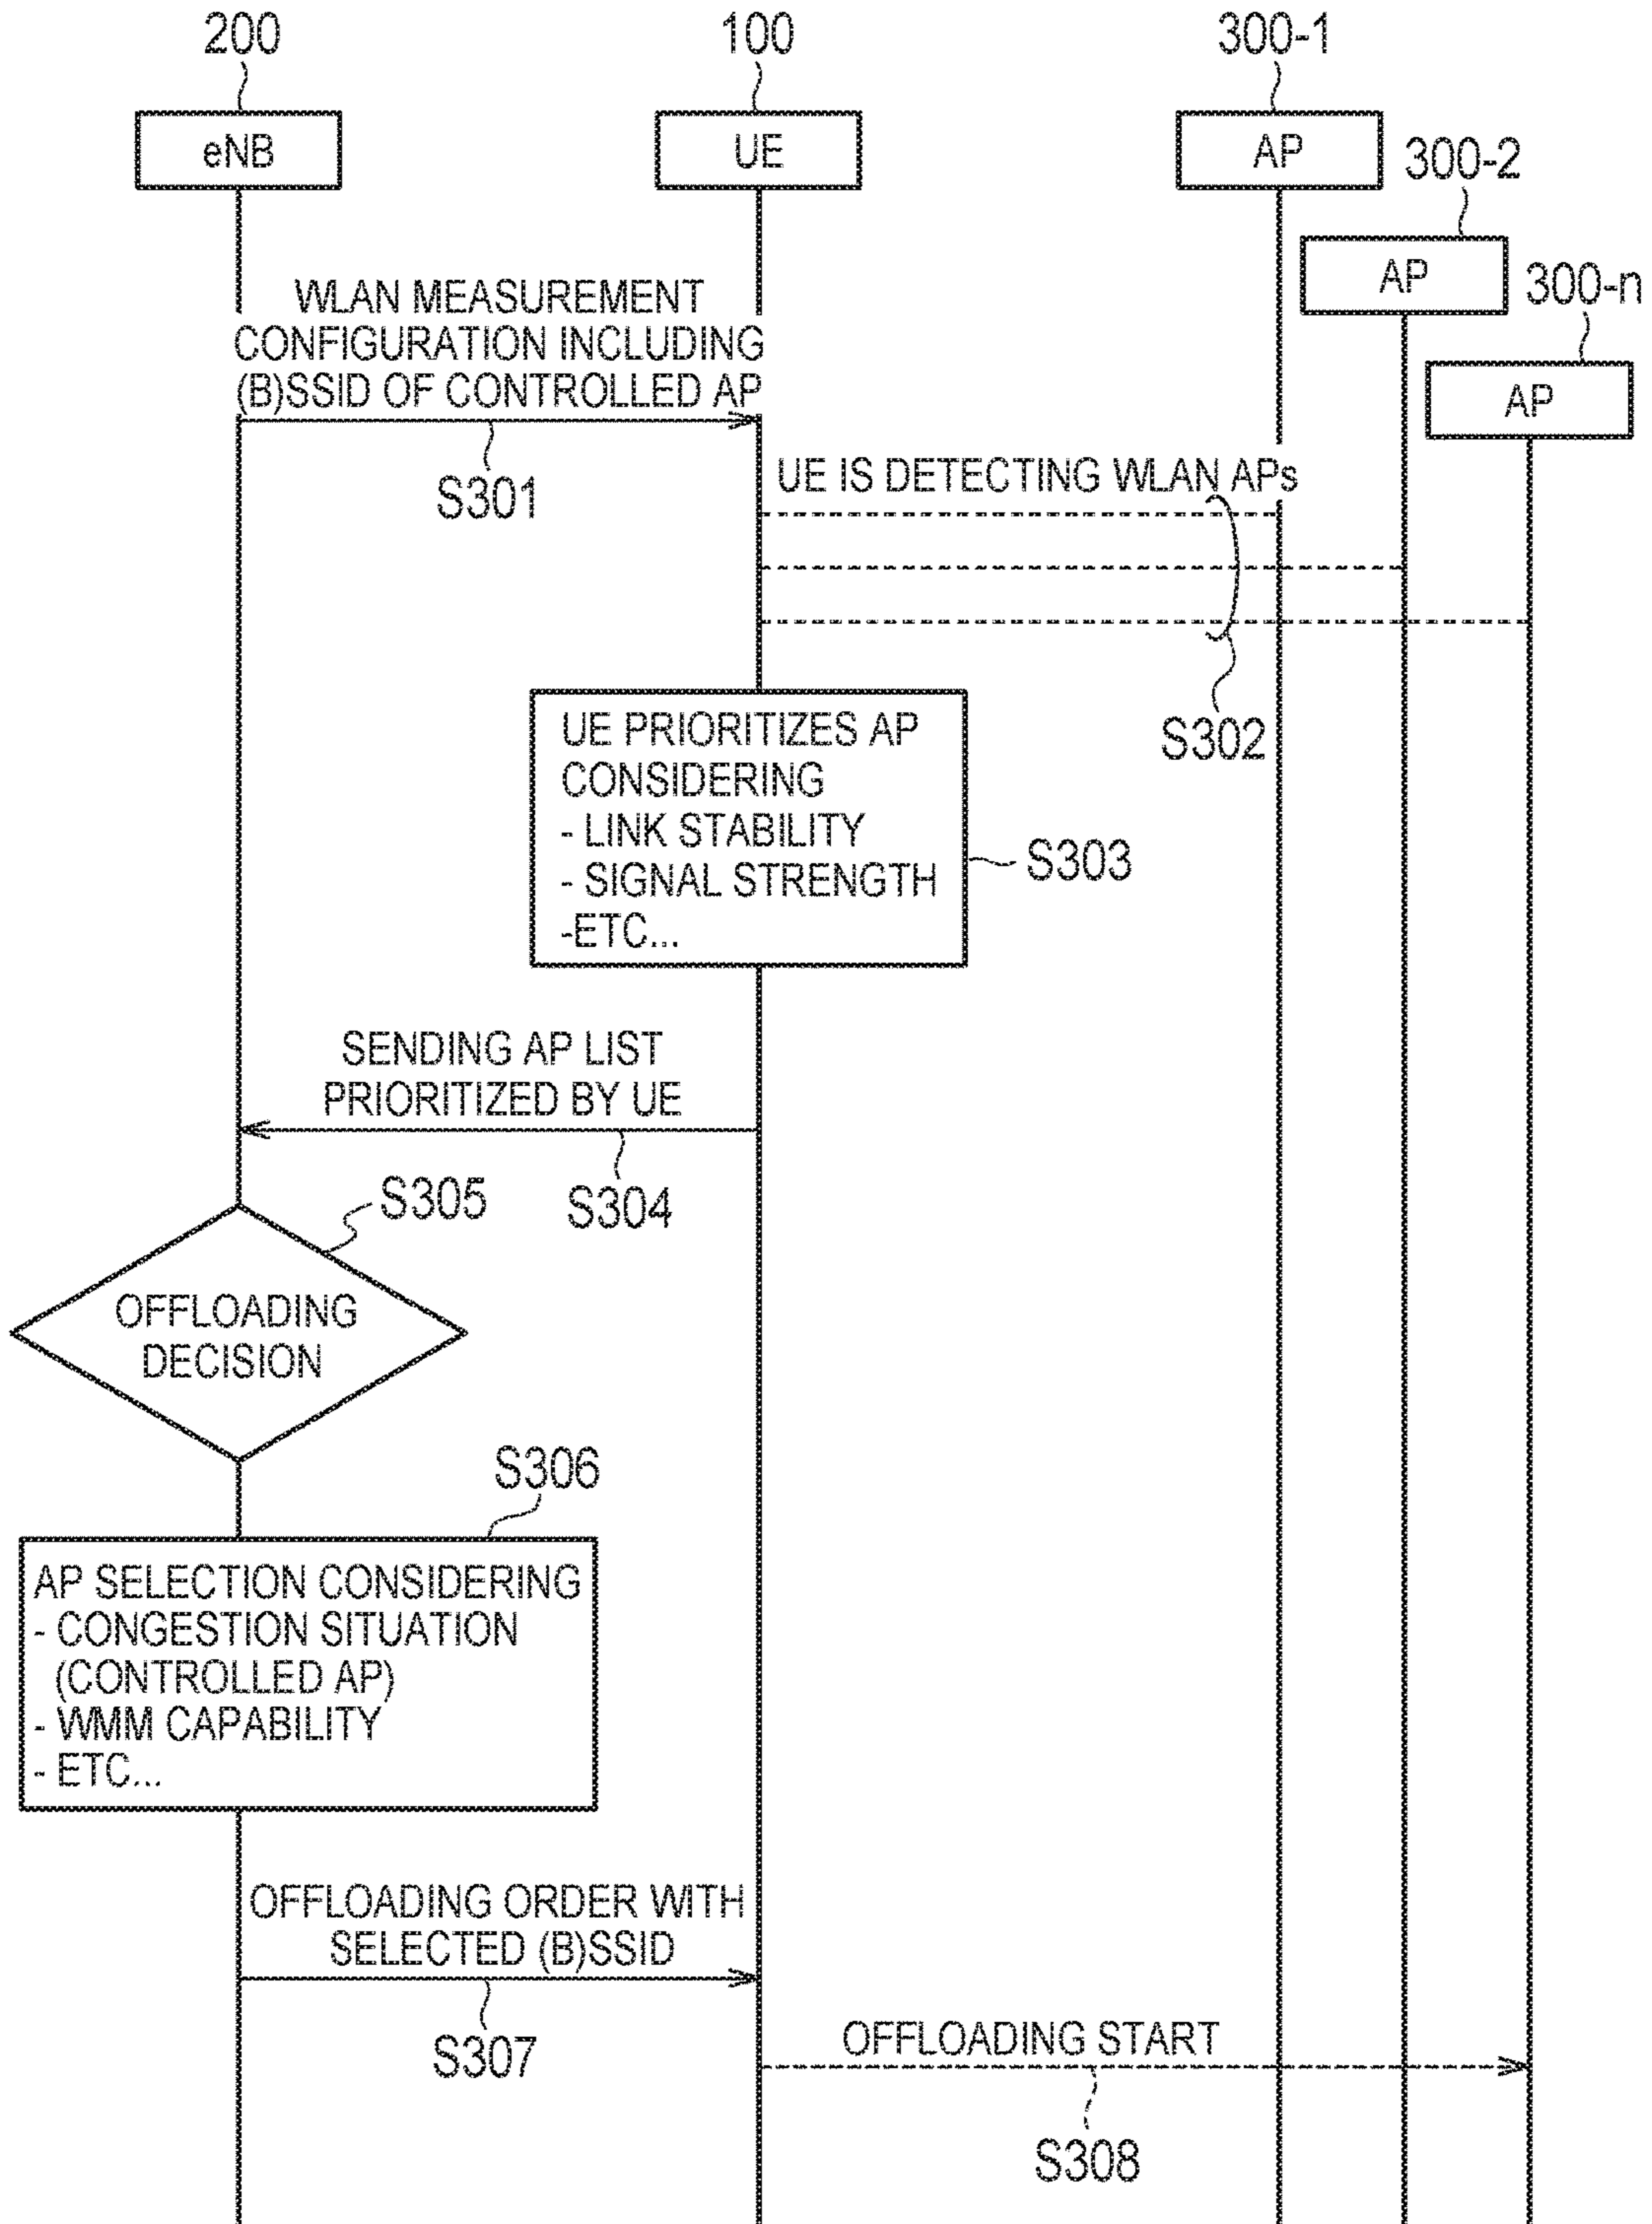 200
100
300-1
eNB
UE
AP
300-2
AP
300-n
AP
WLAN MEASUREMENT
CONFIGURATION INCLUDING
(B)SSID OF CONTROLLED AP
S301
UE IS DETECTING WLAN APs
S302
UE PRIORITIZES AP
CONSIDERING
- LINK STABILITY
- SIGNAL STRENGTH
-ETC...
S303
SENDING AP LIST
PRIORITIZED BY UE
S304
S305
OFFLOADING
DECISION
S306
AP SELECTION CONSIDERING
- CONGESTION SITUATION
(CONTROLLED AP)
- WMM CAPABILITY
- ETC...
OFFLOADING ORDER WITH
SELECTED (B)SSID
S307
OFFLOADING START
S308